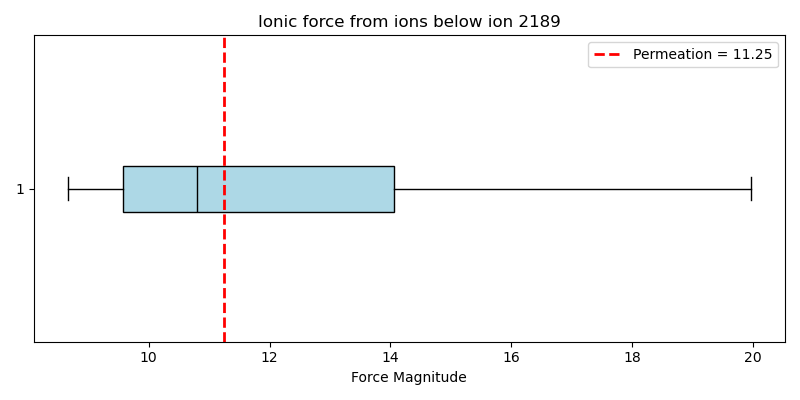 Ionic force from ions below ion 2189
Permeation = 11.25
1
10 12 14 16 18 20
Force Magnitude